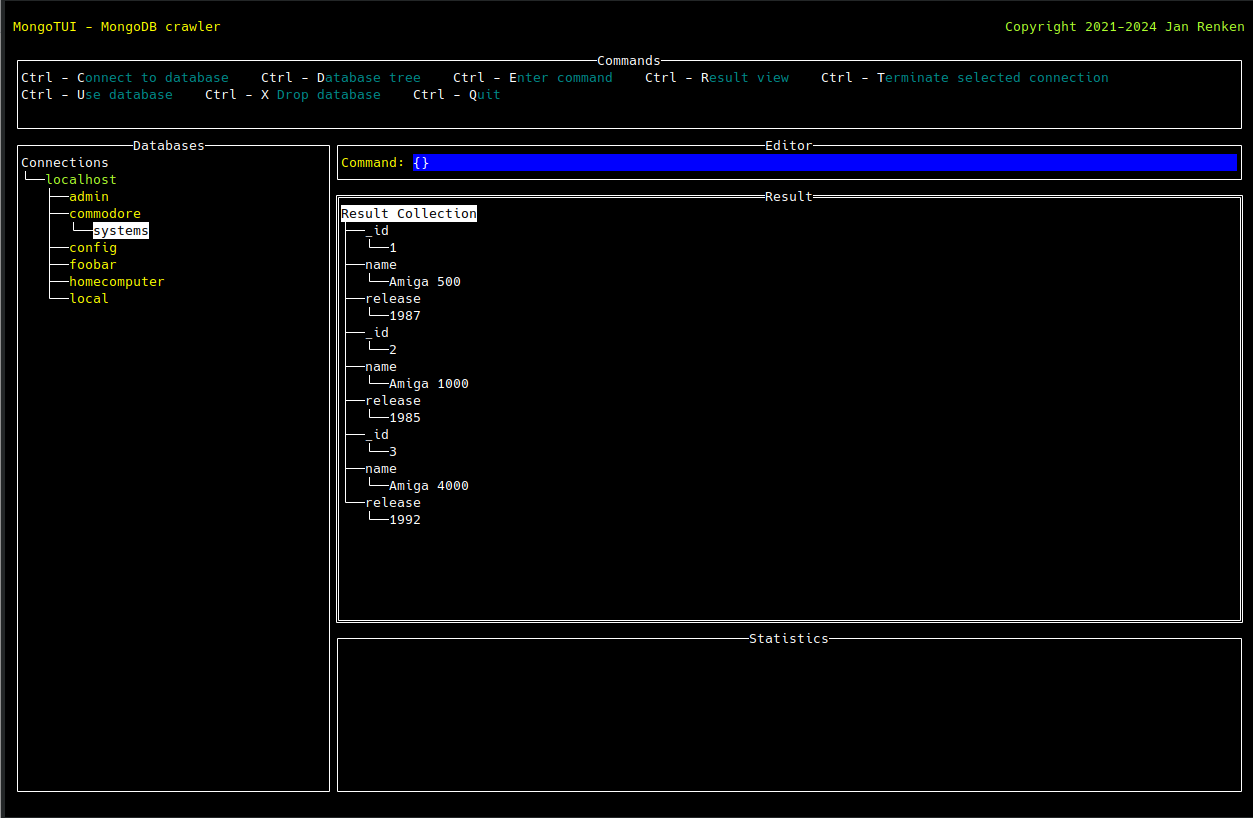 MongoTUI - MongoDB crawler Copyright 2021-2024 Jan Renken
Commands
Ctrl - Connect to database Ctrl - Database tree Ctrl - Enter command Ctrl - Result view Ctrl - Terminate selected connection
Ctrl - Use database Ctrl - X Drop database Ctrl - Quit
Databases
Connections
localhost
admin
commodore
systems
config
foobar
homecomputer
local
Editor
Command: {}
Result
Result Collection
_id
1
name
Amiga 500
release
1987
_id
2
name
Amiga 1000
release
1985
_id
3
name
Amiga 4000
release
1992
Statistics